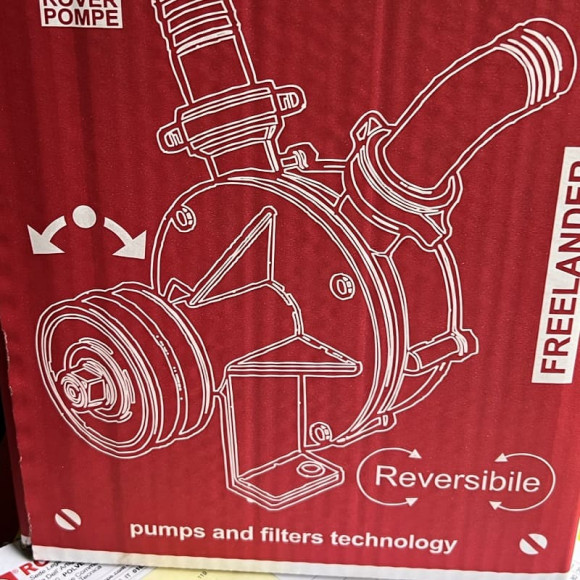 ROVER
POMPE
FREELANDER
Reversibile
pumps and filters technology